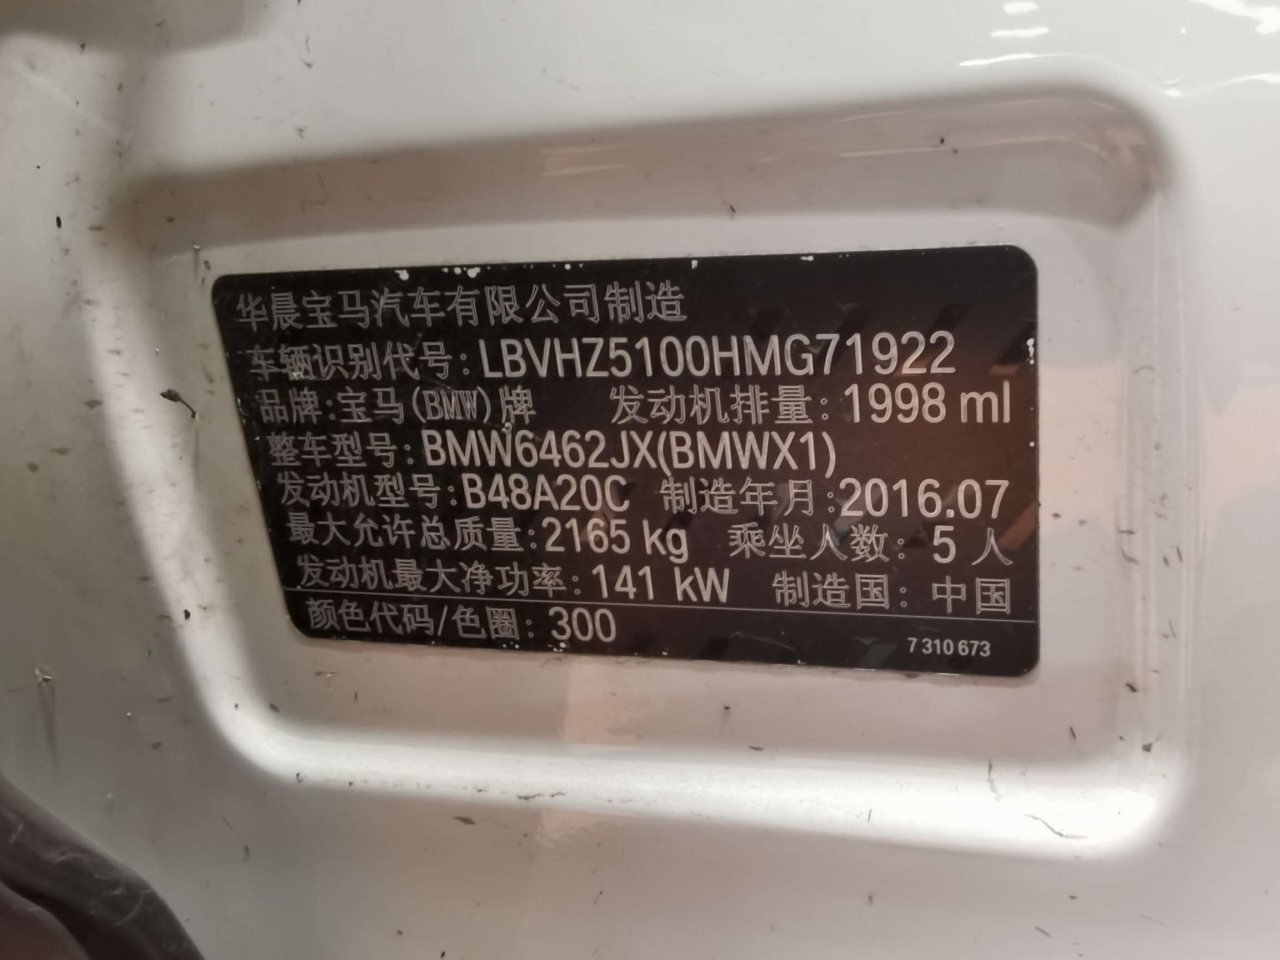 华晨宝马汽车有限公司制造
车辆识别代号：LBVHZ5100HMG71922
品牌：宝马(BMW)牌 发动机排量：1998 ml
整车型号：BMW6462JX(BMWX1)
发动机型号：B48A20C 制造年月：2016.07
最大允许总质量：2165 kg 乘坐人数：5 人
发动机最大净功率：141 kW 制造国：中国
颜色代码/色圈：300
7 310 673